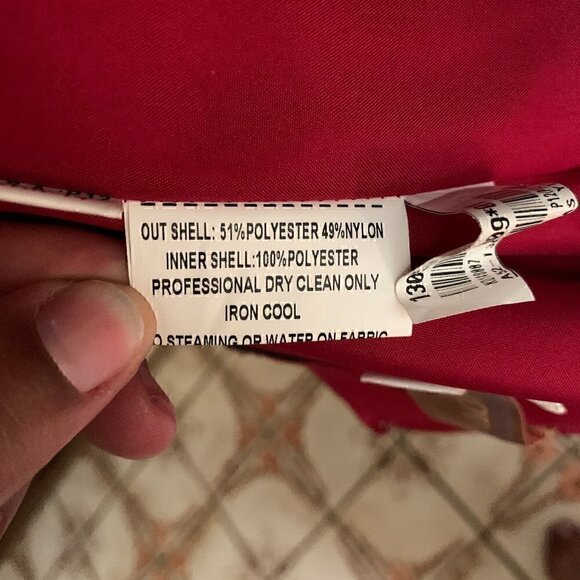 OUT SHELL: 51%POLYESTER 49%NYLON
INNER SHELL:100%POLYESTER
PROFESSIONAL DRY CLEAN ONLY
IRON COOL
O STEAMING OR WATER ON FABRIC
130